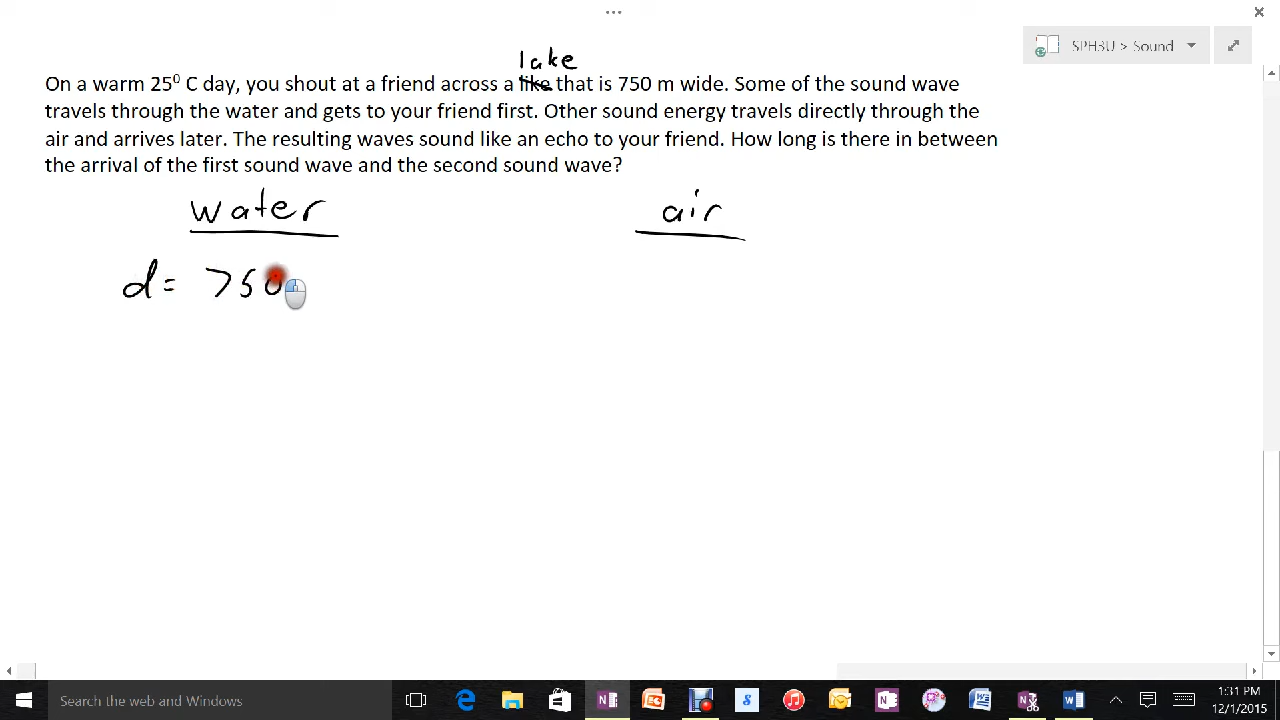 ...
SPH3U > Sound
lake
On a warm 25⁰ C day, you shout at a friend across a like that is 750 m wide. Some of the sound wave
travels through the water and gets to your friend first. Other sound energy travels directly through the
air and arrives later. The resulting waves sound like an echo to your friend. How long is there in between
the arrival of the first sound wave and the second sound wave?
water
air
d= 750
Search the web and Windows
1:31 PM
12/1/2015